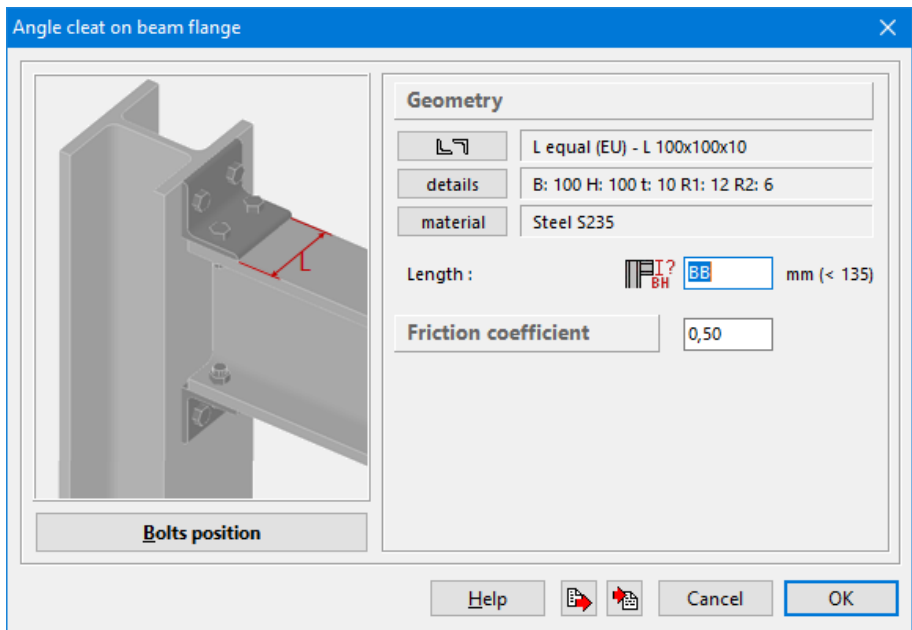 Angle cleat on beam flange
L
Bolts position
Geometry
L equal (EU) - L 100x100x10
details
B: 100 H: 100 t: 10 R1: 12 R2: 6
material
Steel S235
Length :
I?
BH
BB
mm (< 135)
Friction coefficient
0,50
Help
Cancel
OK